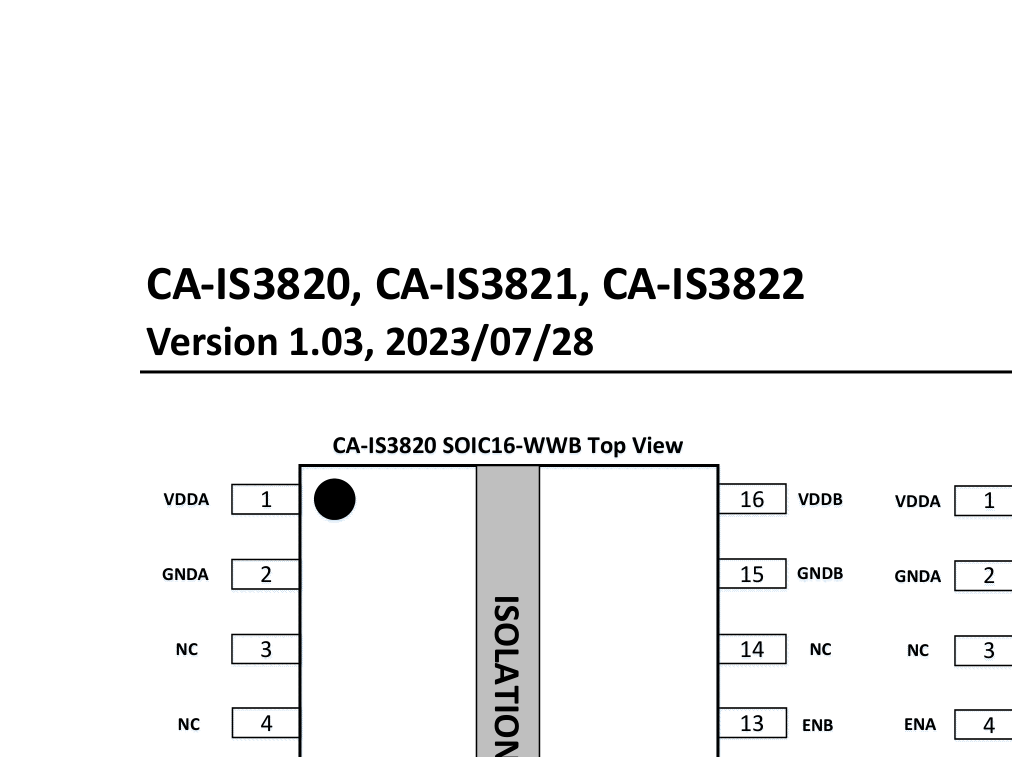 CA-IS3820, CA-IS3821, CA-IS3822
Version 1.03, 2023/07/28
CA-IS3820 SOIC16-WWB Top View
VDDA 1 16 VDDB VDDA 1
GNDA 2 15 GNDB GNDA 2
NC 3 14 NC NC 3
NC 4 13 ENB ENA 4
ISOLATION